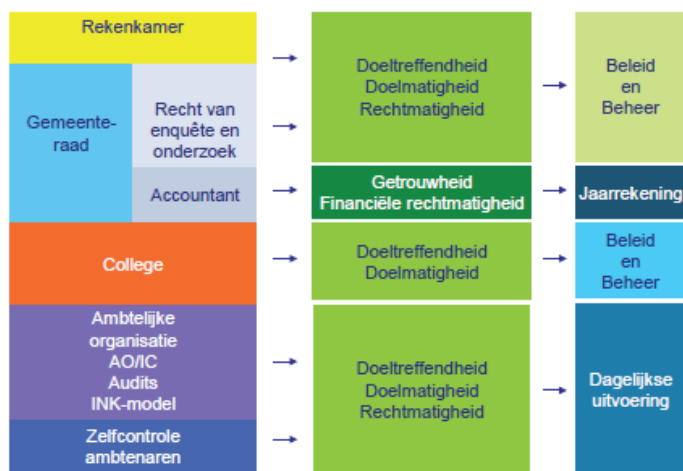 Rekenkamer
Gemeente-
raad
Recht van
enquête en
onderzoek
Accountant
College
Ambtelijke
organisatie
AO/IC
Audits
INK-model
Zelfcontrole
ambtenaren
Doeltreffendheid
Doelmatigheid
Rechtmatigheid
Getrouwheid
Financiële rechtmatigheid
Doeltreffendheid
Doelmatigheid
Doeltreffendheid
Doelmatigheid
Rechtmatigheid
Beleid
en
Beheer
Jaarrekening
Beleid
en
Beheer
Dagelijkse
uitvoering